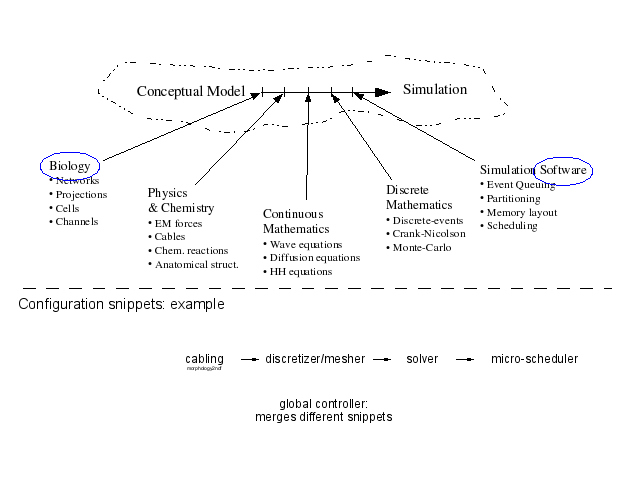 Conceptual Model
Simulation
Biology
• Networks
• Projections
• Cells
• Channels
Physics
& Chemistry
• EM forces
• Cables
• Chem. reactions
• Anatomical struct.
Continuous
Mathematics
• Wave equations
• Diffusion equations
• HH equations
Discrete
Mathematics
• Discrete-events
• Crank-Nicolson
• Monte-Carlo
Simulation Software
• Event Queuing
• Partitioning
• Memory layout
• Scheduling
Configuration snippets: example
cabling
discretizer/mesher
solver
micro-scheduler
global controller:
merges different snippets